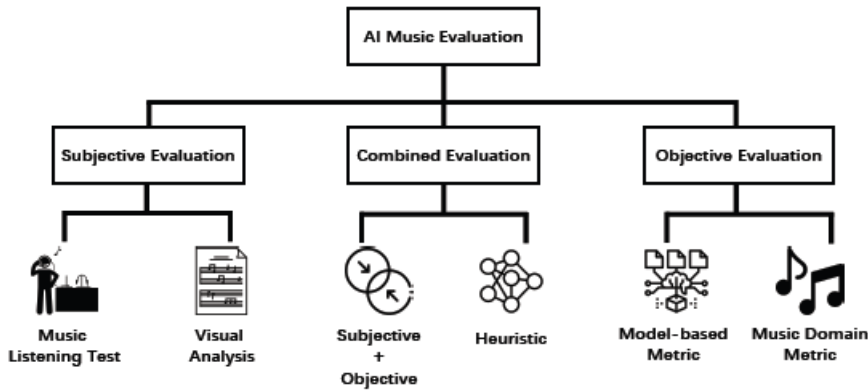 AI Music Evaluation
Subjective Evaluation
Combined Evaluation
Objective Evaluation
Music
Listening Test
Visual
Analysis
Subjective
+
Objective
Heuristic
Model-based
Metric
Music Domain
Metric